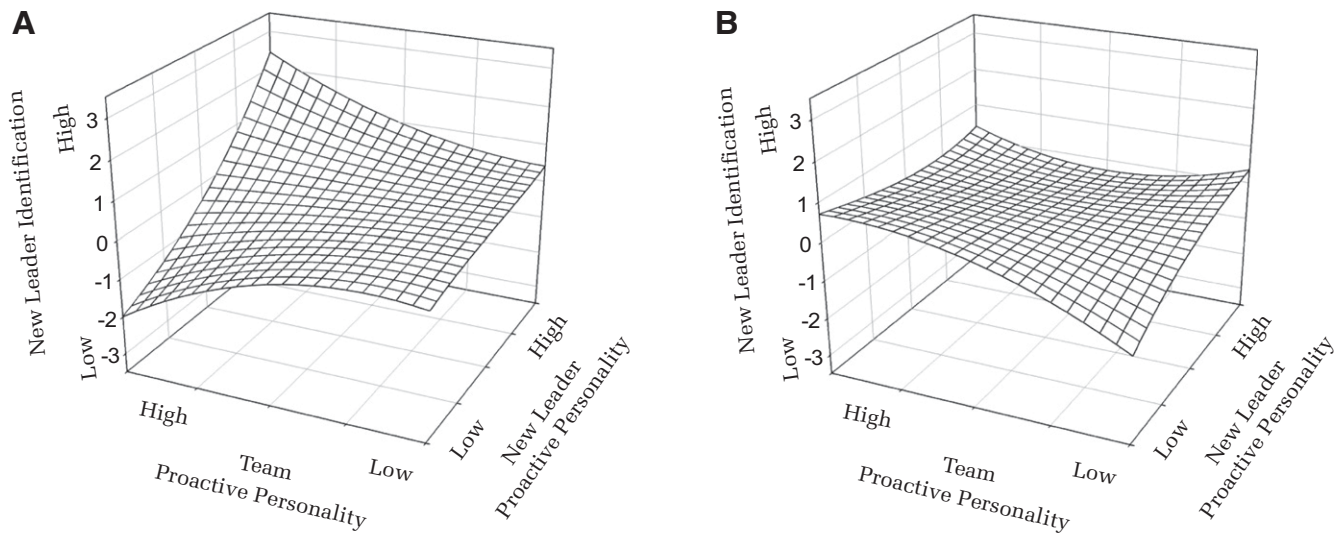 A
New Leader Identification
High
Low
3
2
1
0
-1
-2
-3
High
Team
Low
Proactive Personality
Low
High
New Leader
Proactive Personality
B
New Leader Identification
High
Low
3
2
1
0
-1
-2
-3
High
Team
Low
Proactive Personality
Low
High
New Leader
Proactive Personality